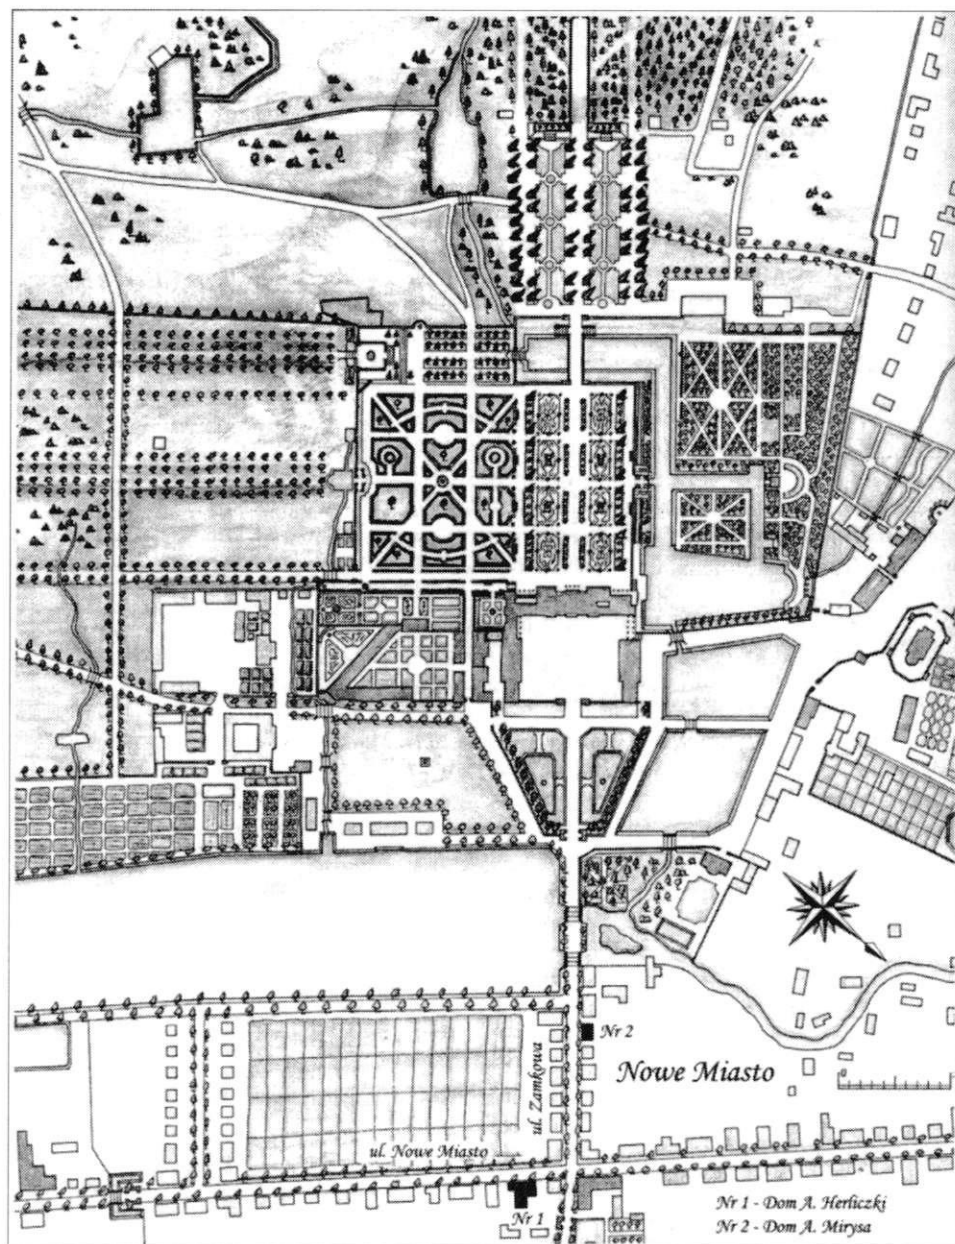 Nr 2
Nowe Miasto
ul. Zamkowa
ul. Nowe Miasto
Nr 1
Nr 1 - Dom A. Herliczki
Nr 2 - Dom A. Mirysa